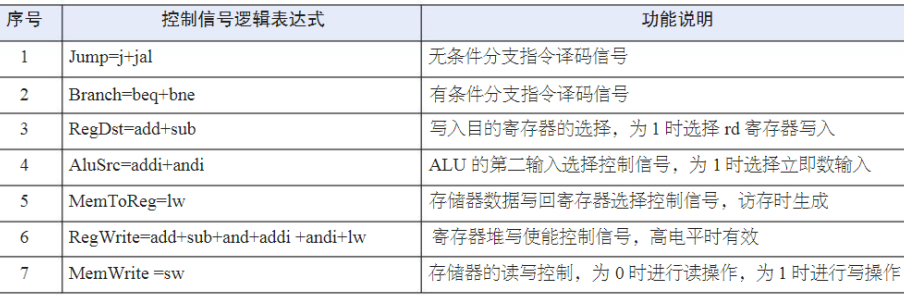 序号 控制信号逻辑表达式 功能说明
1 Jump=j+jal 无条件分支指令译码信号
2 Branch=beq+bne 有条件分支指令译码信号
3 RegDst=add+sub 写入目的寄存器的选择，为1时选择rd寄存器写入
4 AluSrc=addi+andi ALU的第二输入选择控制信号，为1时选择立即数输入
5 MemToReg=lw 存储器数据写回寄存器选择控制信号，访存时生成
6 RegWrite=add+sub+and+addi +andi+lw 寄存器堆写使能控制信号，高电平时有效
7 MemWrite =sw 存储器的读写控制，为0时进行读操作，为1时进行写操作